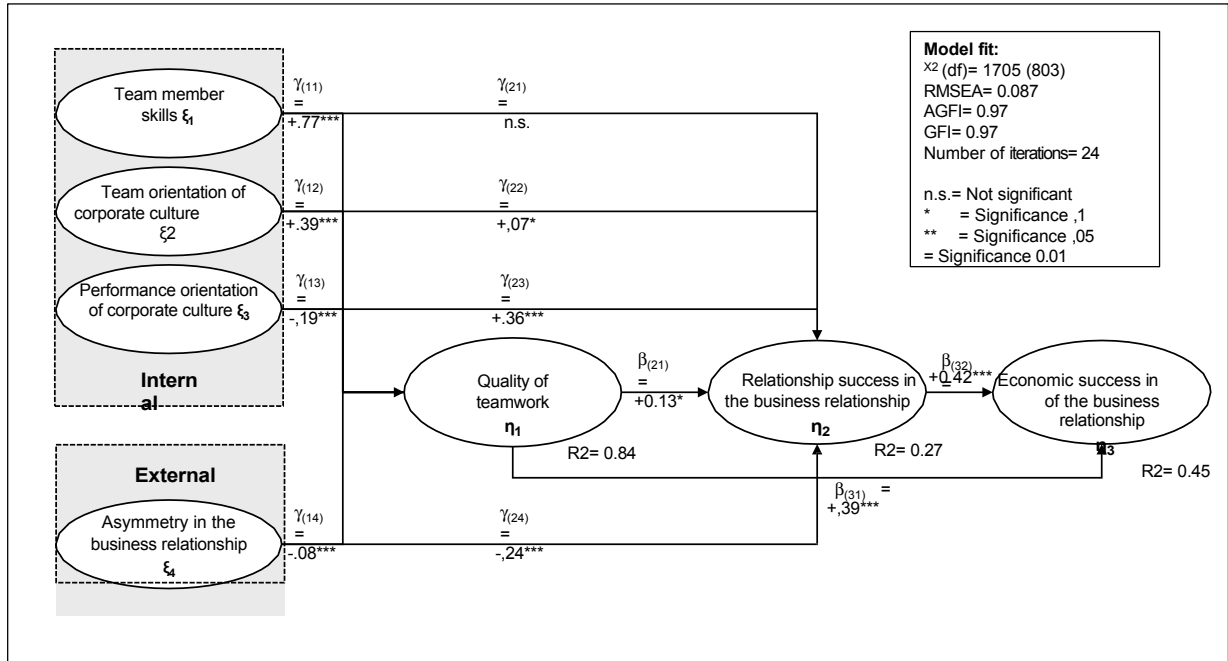 Team member
skills ξ1
Team orientation of
corporate culture
ξ2
Performance orientation
of corporate culture ξ3
Intern
al
External
Asymmetry in the
business relationship
ξ4
γ(11)
=
+.77***
γ(21)
=
n.s.
γ(12)
=
+.39***
γ(22)
=
+,07*
γ(13)
=
-,19***
γ(23)
=
+.36***
γ(14)
=
-.08***
γ(24)
=
-,24***
Quality of
teamwork
η1
R2= 0.84
β(21)
=
+0.13*
Relationship success in
the business relationship
η2
R2= 0.27
β(32)
=
+0.42***
β(31) =
+,39***
Economic success in
of the business
relationship
η3
R2= 0.45
Model fit:
X2 (df)= 1705 (803)
RMSEA= 0.087
AGFI= 0.97
GFI= 0.97
Number of iterations= 24
n.s.= Not significant
* = Significance ,1
** = Significance ,05
= Significance 0.01